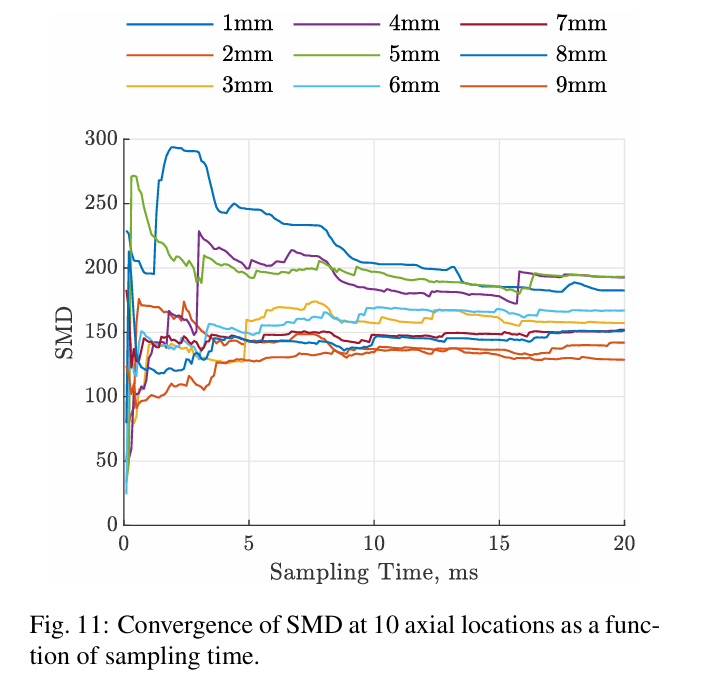 1mm 4mm 7mm
2mm 5mm 8mm
3mm 6mm 9mm
300
250
200
150
100
50
0
SMD
0 5 10 15 20
Sampling Time, ms
Fig. 11: Convergence of SMD at 10 axial locations as a func-
tion of sampling time.